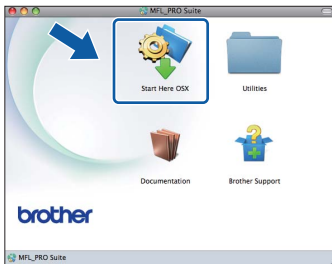 MFL_PRO Suite
Start Here OSX
Utilities
Documentation
Brother Support
brother
MFL_PRO Suite